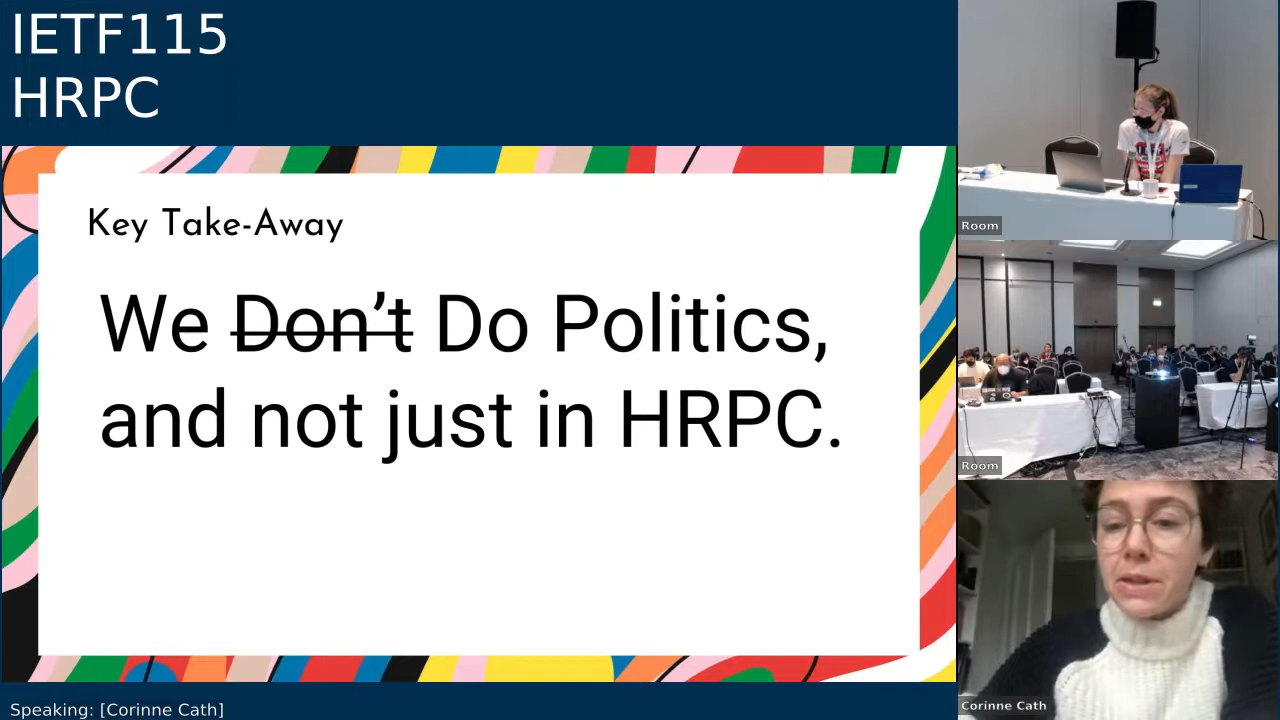 IETF115
HRPC
Key Take-Away
We Don't Do Politics,
and not just in HRPC.
Room
Room
Corinne Cath
Speaking: [Corinne Cath]